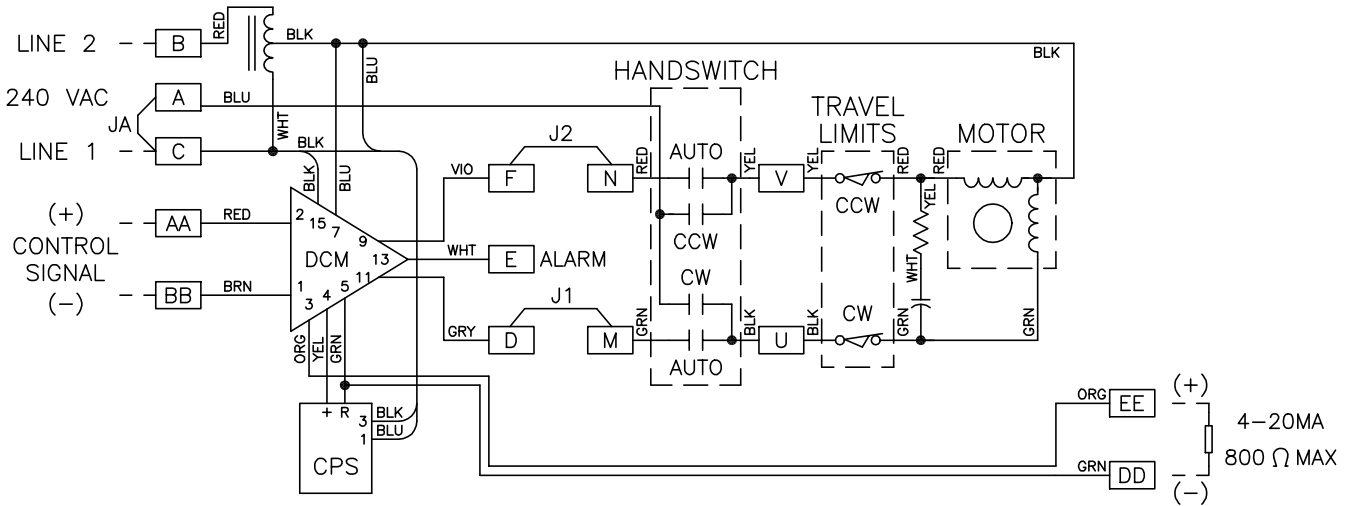 RED
LINE 2
B
BLK
BLK
BLU
HANDSWITCH
240 VAC
A
BLU
TRAVEL
LIMITS
MOTOR
JA
WHT
LINE 1
C
BLK
BLK
BLU
J2
VIO
F
N
RED
AUTO
YEL
V
YEL
RED
RED
YEL
CCW
CCW
(+)
CONTROL
SIGNAL
(-)
AA
RED
2
15
7
9
DCM
13
11
WHT
E
ALARM
BB
BRN
1
3
4
5
CW
WHT
J1
GRY
D
M
GRN
AUTO
BLK
U
BLK
CW
GRN
GRN
ORG
YEL
GRN
+ R
3
BLK
1
BLU
CPS
ORG
EE
(+)
4-20MA
800 Ω MAX
GRN
DD
(-)